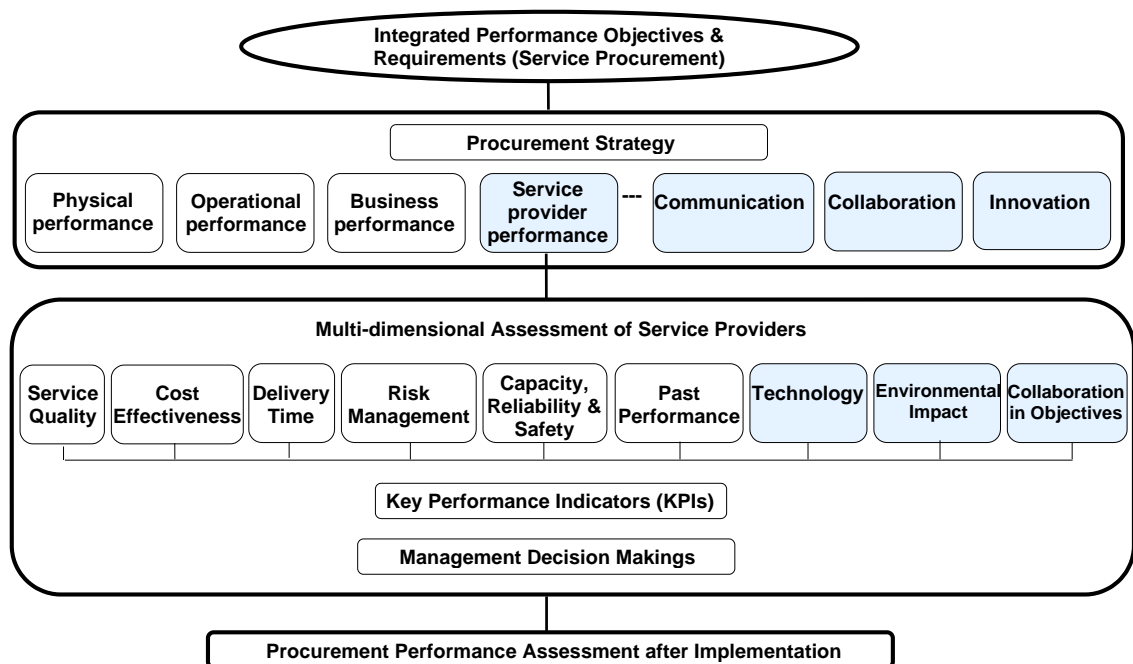 Integrated Performance Objectives &
Requirements (Service Procurement)
Procurement Strategy
Physical
performance
Operational
performance
Business
performance
Service
provider
performance
---
Communication
Collaboration
Innovation
Multi-dimensional Assessment of Service Providers
Service
Quality
Cost
Effectiveness
Delivery
Time
Risk
Management
Capacity,
Reliability &
Safety
Past
Performance
Technology
Environmental
Impact
Collaboration
in Objectives
Key Performance Indicators (KPIs)
Management Decision Makings
Procurement Performance Assessment after Implementation